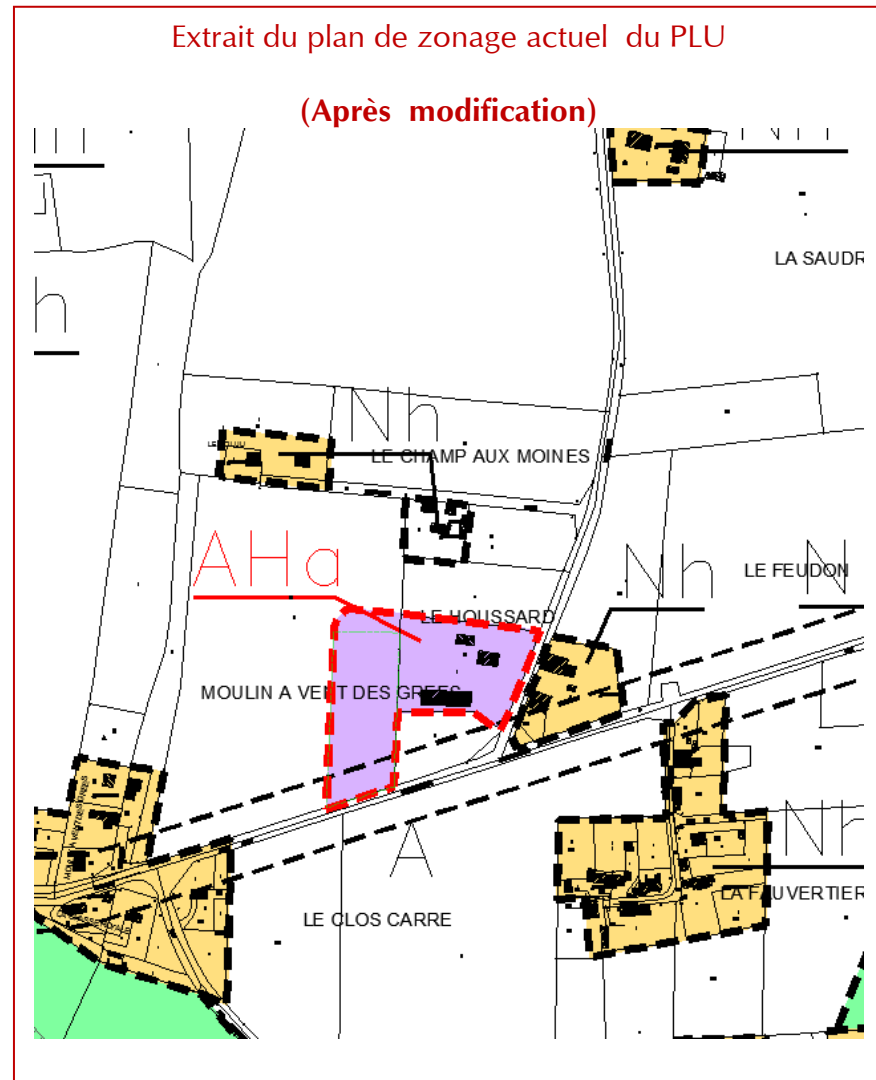 Extrait du plan de zonage actuel du PLU
(Après modification)
Nh
LA SAUDR
h
Nh
LE CHAMP AUX MOINES
AHa
Nh
N
LE FEUDON
LE HOUSSARD
MOULIN A VENT DES GREES
L
A
Nh
LA FAUVERTIER
LE CLOS CARRE